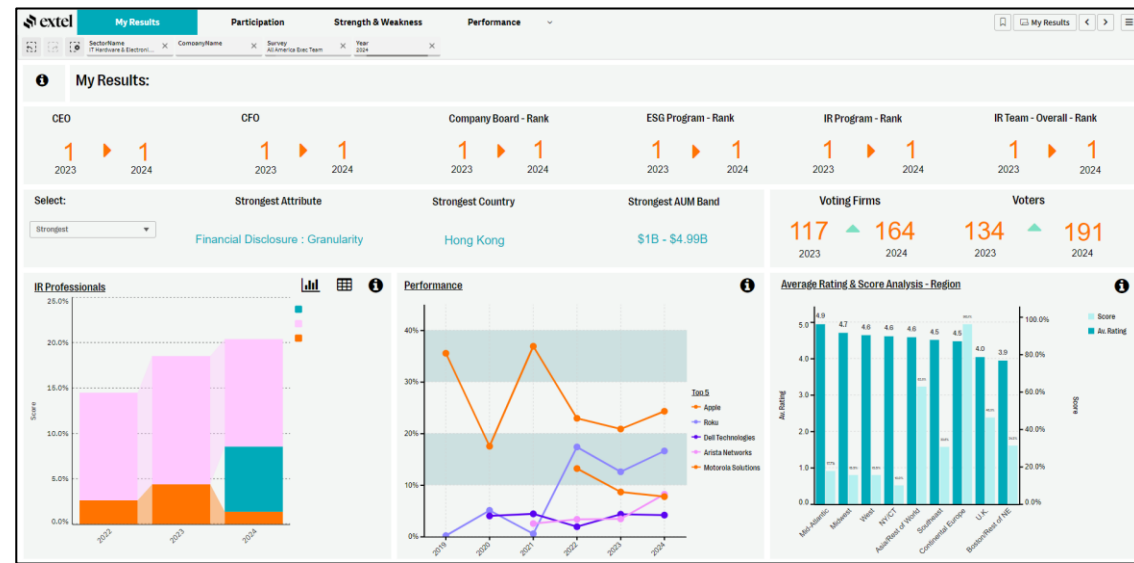 extel
My Results
Participation
Strength & Weakness
Performance
My Results
SectorName
IT Hardware & Electroni...
CompanyName
Survey
All America Exec Team
Year
2024
My Results:
CEO
1 1
2023 2024
CFO
1 1
2023 2024
Company Board - Rank
1 1
2023 2024
ESG Program - Rank
1 1
2023 2024
IR Program - Rank
1 1
2023 2024
IR Team - Overall - Rank
1 1
2023 2024
Select:
Strongest
Strongest Attribute
Financial Disclosure : Granularity
Strongest Country
Hong Kong
Strongest AUM Band
$1B - $4.99B
Voting Firms
117 164
2023 2024
Voters
134 191
2023 2024
IR Professionals
25.0%
20.0%
15.0%
10.0%
5.0%
0.0%
Score
2022 2023 2024
Performance
40%
30%
20%
10%
0%
2019 2020 2021 2022 2023 2024
Top 5
Apple
Roku
Dell Technologies
Arista Networks
Motorola Solutions
Average Rating & Score Analysis - Region
5.0
4.0
3.0
2.0
1.0
0.0
Av. Rating
4.9 4.7 4.6 4.6 4.6 4.5 4.5 4.0 3.9
100.0%
80.0%
60.0%
40.0%
20.0%
0.0%
Score
Score
Av. Rating
Mid-Atlantic
Midwest
West
NY/CT
Asia/Rest of World
Southeast
Continental Europe
U.K.
Boston/Rest of NE